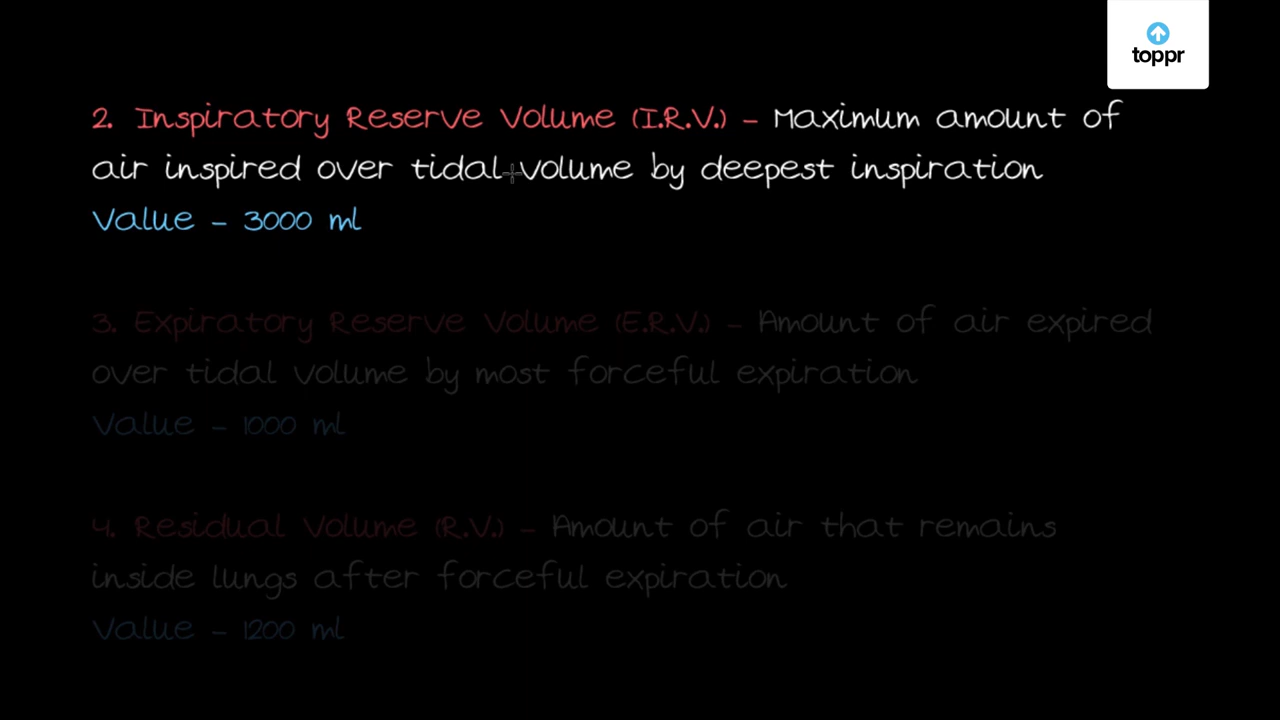 toppr
2. Inspiratory Reserve Volume (I.R.V.) – Maximum amount of
air inspired over tidal volume by deepest inspiration
Value – 3000 ml
3. Expiratory Reserve Volume (E.R.V.) – Amount of air expired
over tidal volume by most forceful expiration
Value – 1000 ml
4. Residual Volume (R.V.) – Amount of air that remains
inside lungs after forceful expiration
Value – 1200 ml